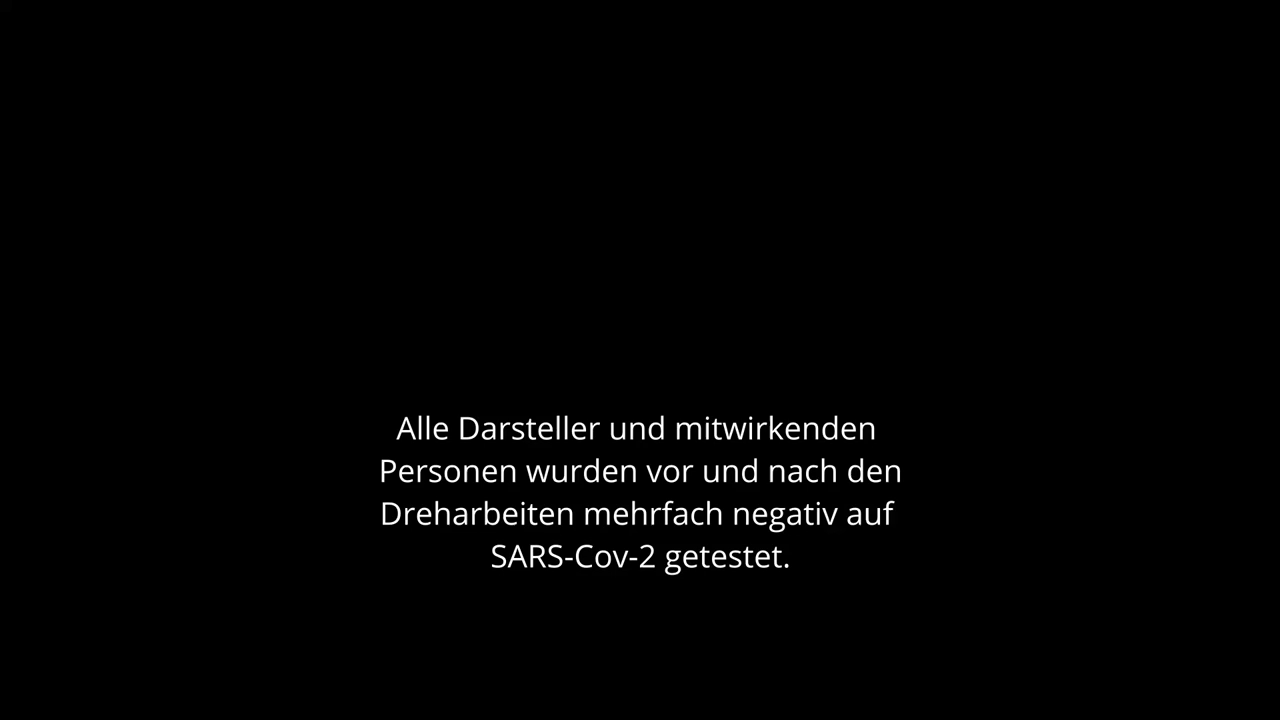 Alle Darsteller und mitwirkenden
Personen wurden vor und nach den
Dreharbeiten mehrfach negativ auf
SARS-Cov-2 getestet.